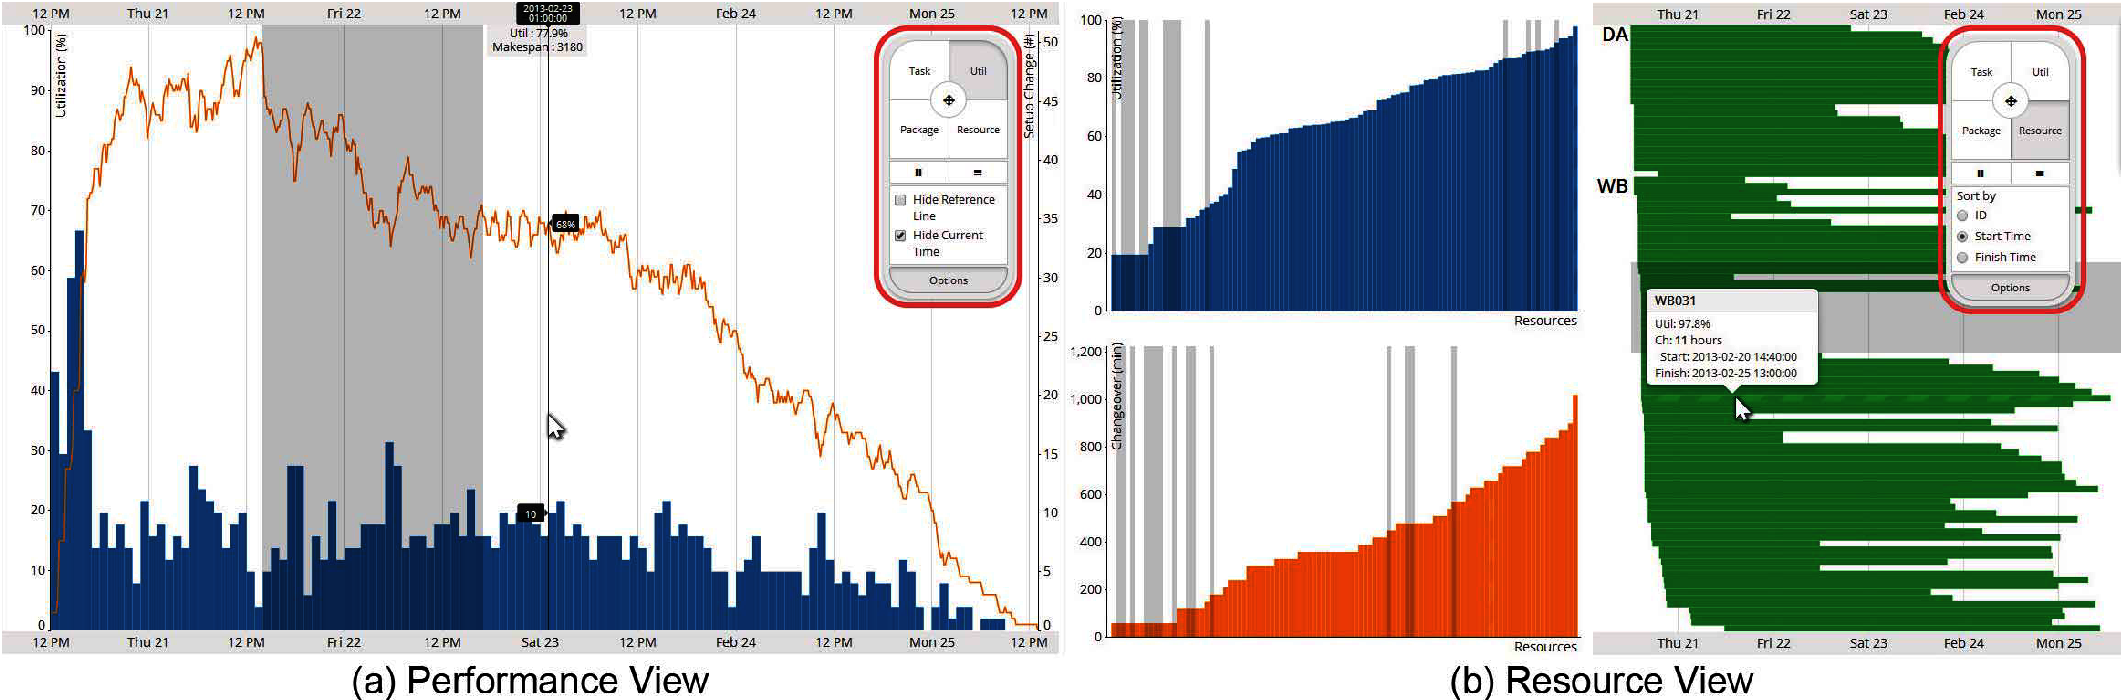 12 PM Thu 21 12 PM Fri 22 12 PM 2013-02-23 12 PM Feb 24 12 PM Mon 25 12 PM
01:00:00
Util : 77.9%
Makespan : 3180
Utilization (%)
100
90
80
70
60
50
40
30
20
10
0
Setup Change (#)
50
45
40
35
30
25
20
15
10
5
0
68%
10
Task Util
Package Resource
Hide Reference
Line
Hide Current
Time
Options
12 PM Thu 21 12 PM Fri 22 12 PM Sat 23 12 PM Feb 24 12 PM Mon 25 12 PM
(a) Performance View
Utilization (%)
100
80
60
40
20
0
Resources
Changeover (min)
1,200
1,000
800
600
400
200
0
Resources
Thu 21 Fri 22 Sat 23 Feb 24 Mon 25
DA
WB
Task Util
Package Resource
Sort by
ID
Start Time
Finish Time
Options
WB031
Util: 97.8%
Ch: 11 hours
Start: 2013-02-20 14:40:00
Finish: 2013-02-25 13:00:00
Thu 21 Fri 22 Sat 23 Feb 24 Mon 25
(b) Resource View